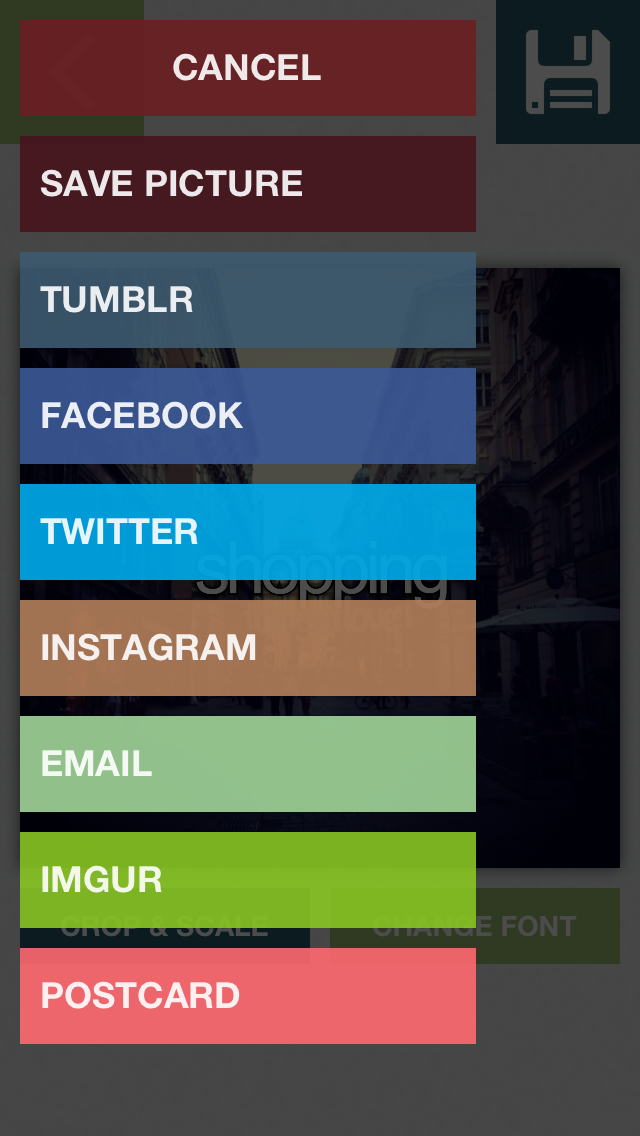 CANCEL
SAVE PICTURE
TUMBLR
FACEBOOK
TWITTER
shopping
INSTAGRAM
EMAIL
IMGUR
CROP & SCALE
CHANGE FONT
POSTCARD